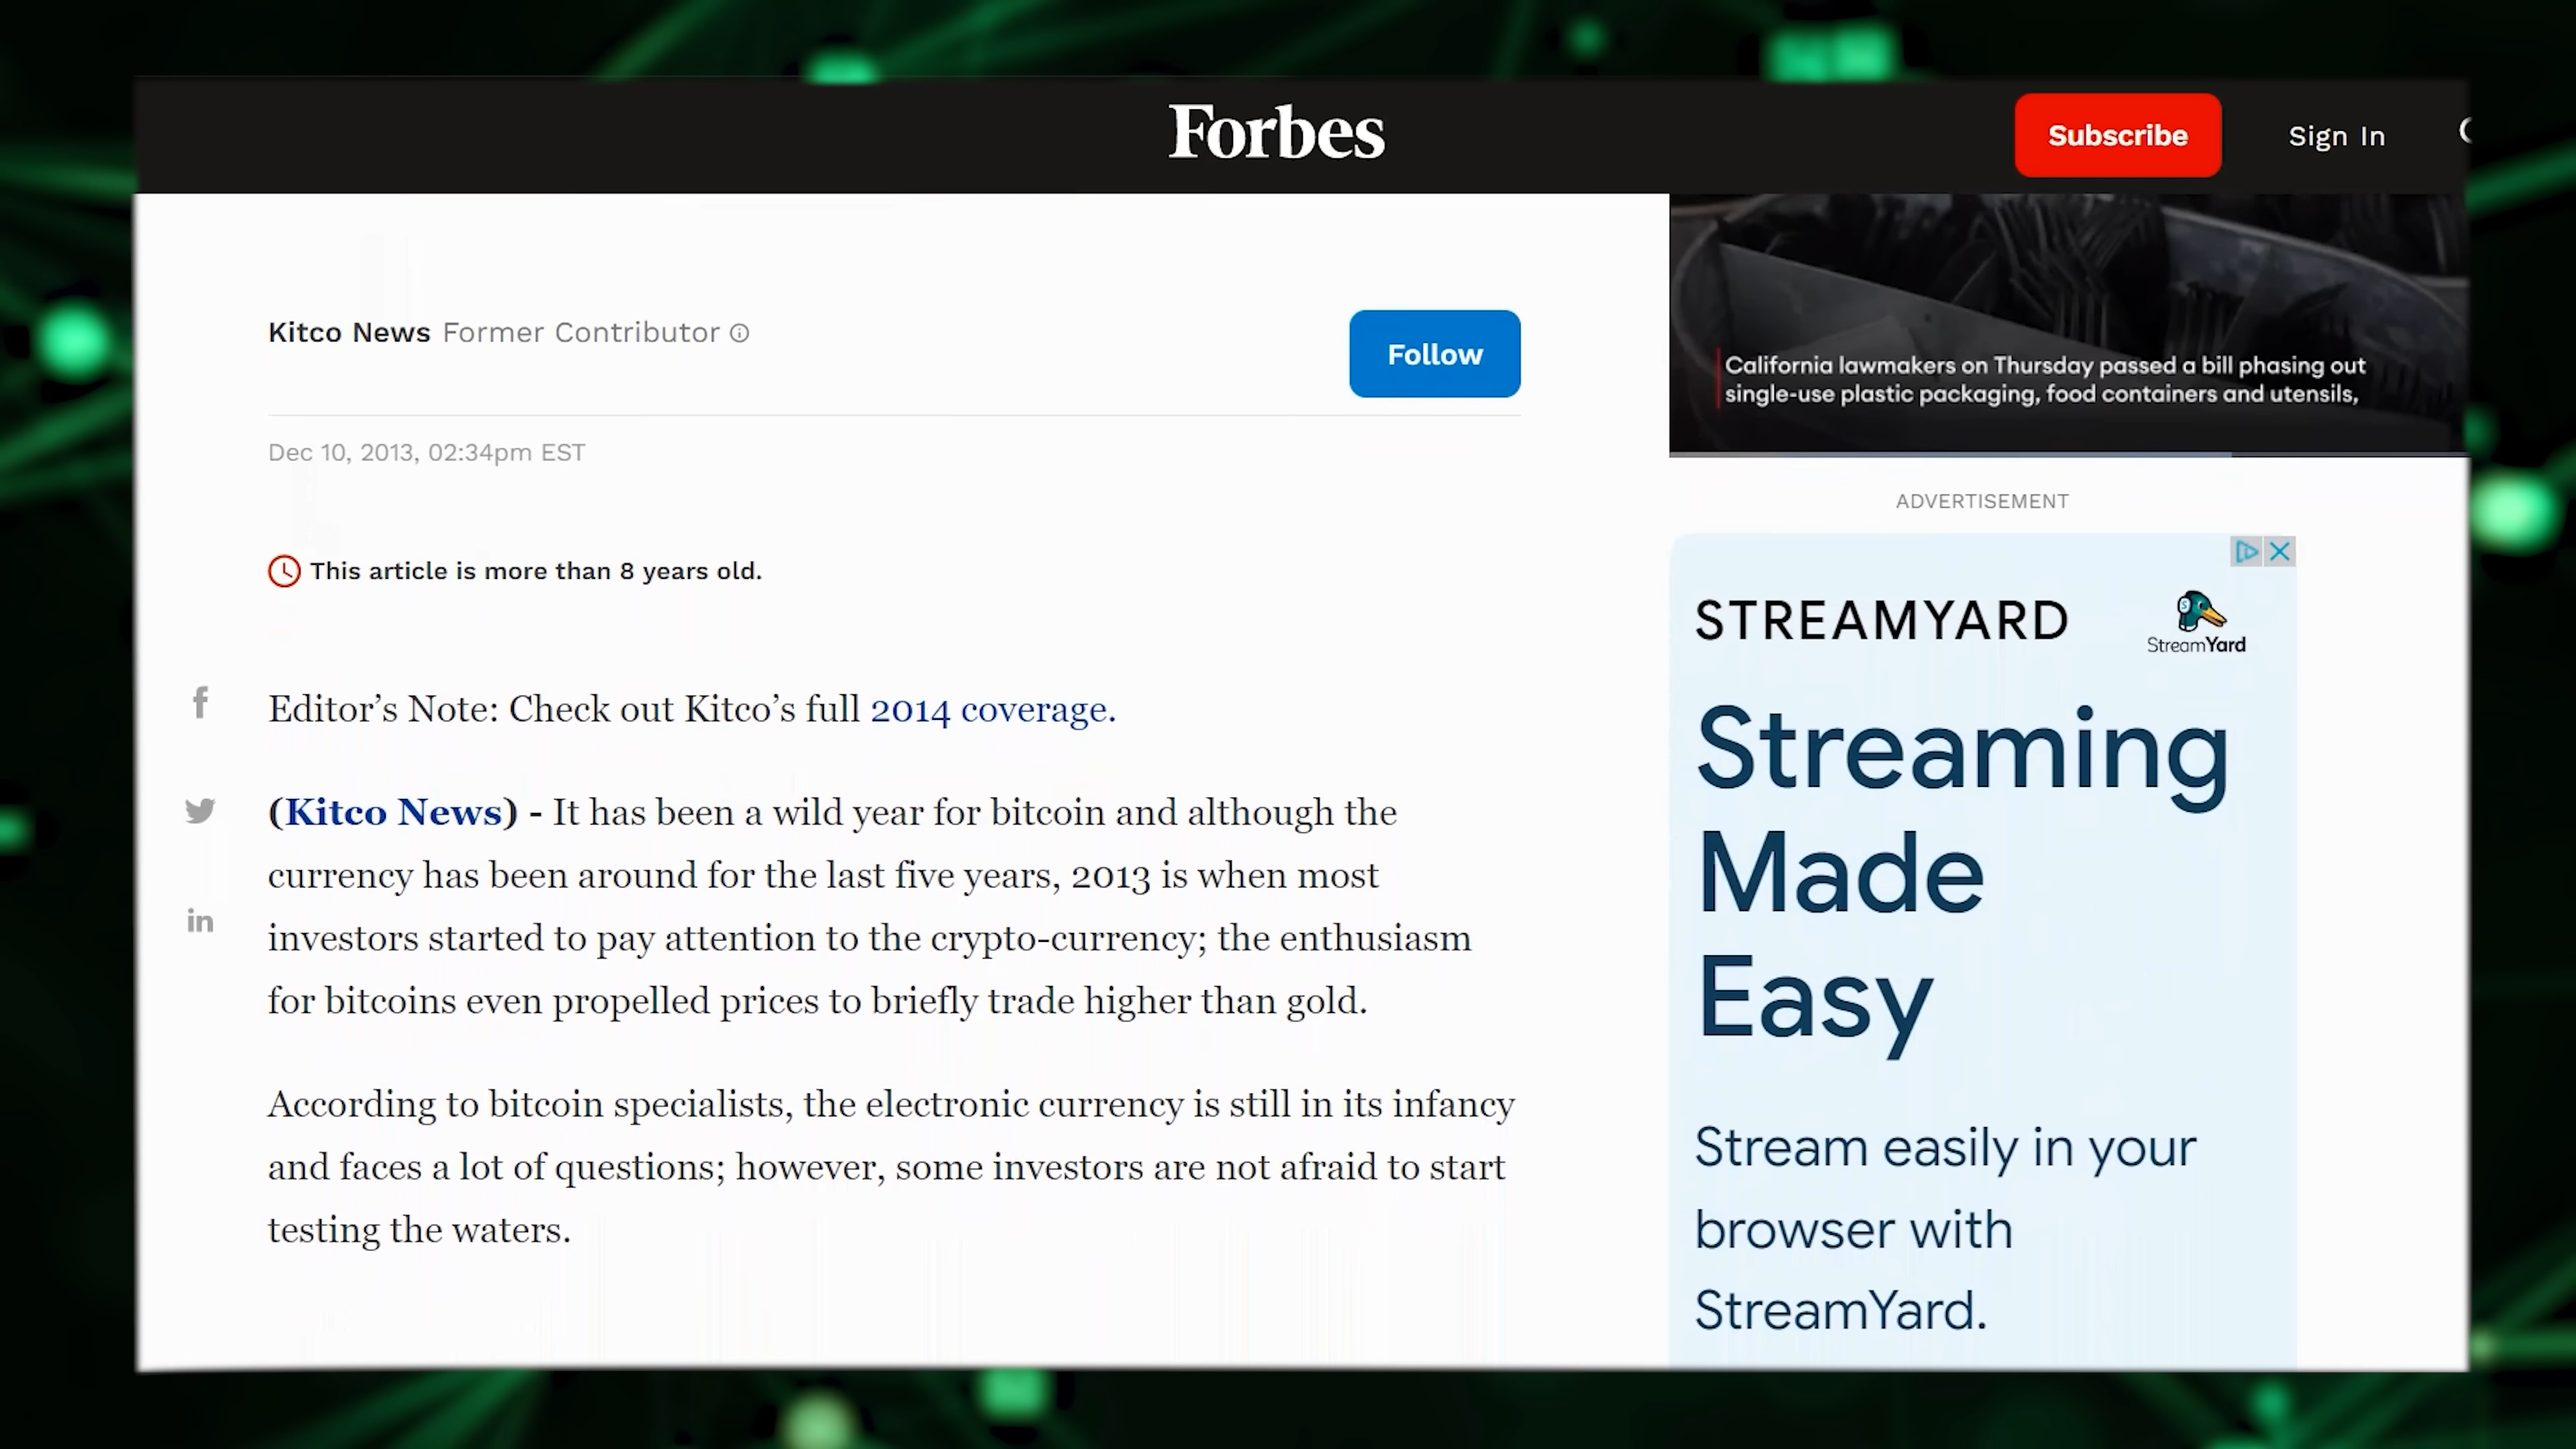 Forbes
Subscribe
Sign In
Kitco News Former Contributor
Follow
Dec 10, 2013, 02:34pm EST
This article is more than 8 years old.
Editor’s Note: Check out Kitco’s full 2014 coverage.
(Kitco News) - It has been a wild year for bitcoin and although the
currency has been around for the last five years, 2013 is when most
investors started to pay attention to the crypto-currency; the enthusiasm
for bitcoins even propelled prices to briefly trade higher than gold.
According to bitcoin specialists, the electronic currency is still in its infancy
and faces a lot of questions; however, some investors are not afraid to start
testing the waters.
California lawmakers on Thursday passed a bill phasing out
single-use plastic packaging, food containers and utensils,
ADVERTISEMENT
STREAMYARD
StreamYard
Streaming
Made
Easy
Stream easily in your
browser with
StreamYard.